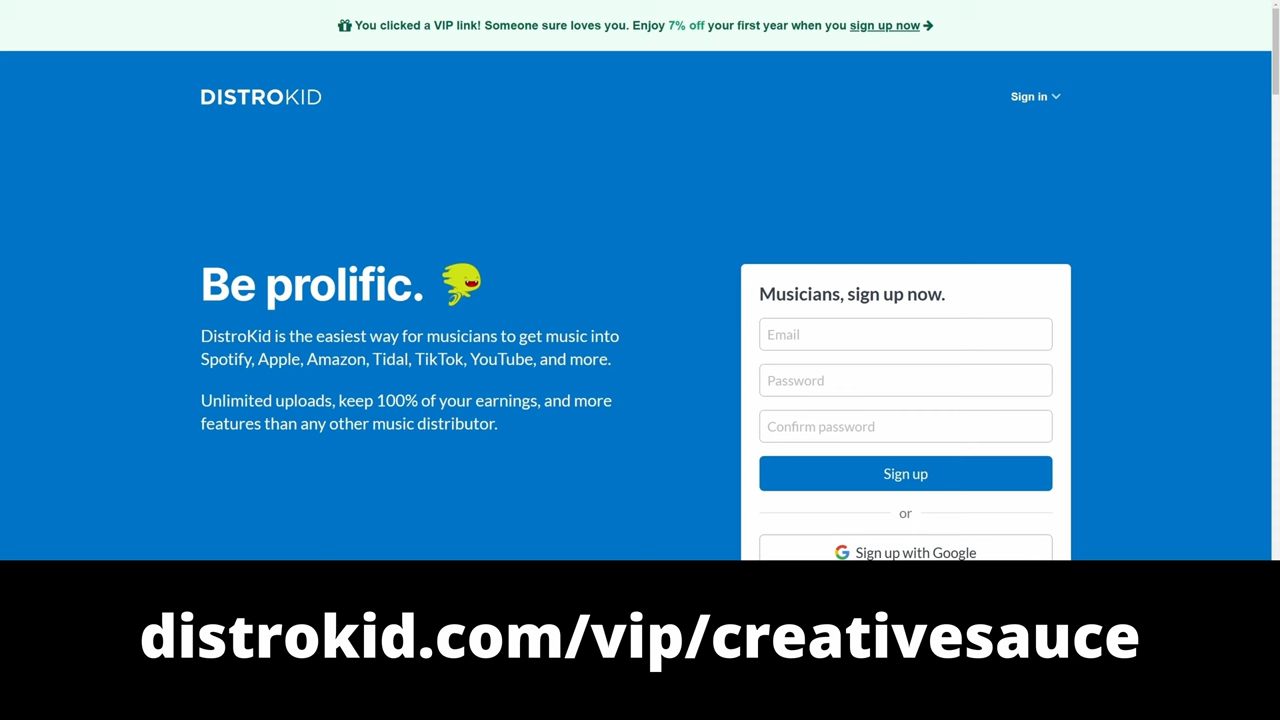 You clicked a VIP link! Someone sure loves you. Enjoy 7% off your first year when you sign up now
DISTROKID
Sign in
Be prolific.
DistroKid is the easiest way for musicians to get music into
Spotify, Apple, Amazon, Tidal, TikTok, YouTube, and more.
Unlimited uploads, keep 100% of your earnings, and more
features than any other music distributor.
Musicians, sign up now.
Email
Password
Confirm password
Sign up
or
Sign up with Google
distrokid.com/vip/creativesauce